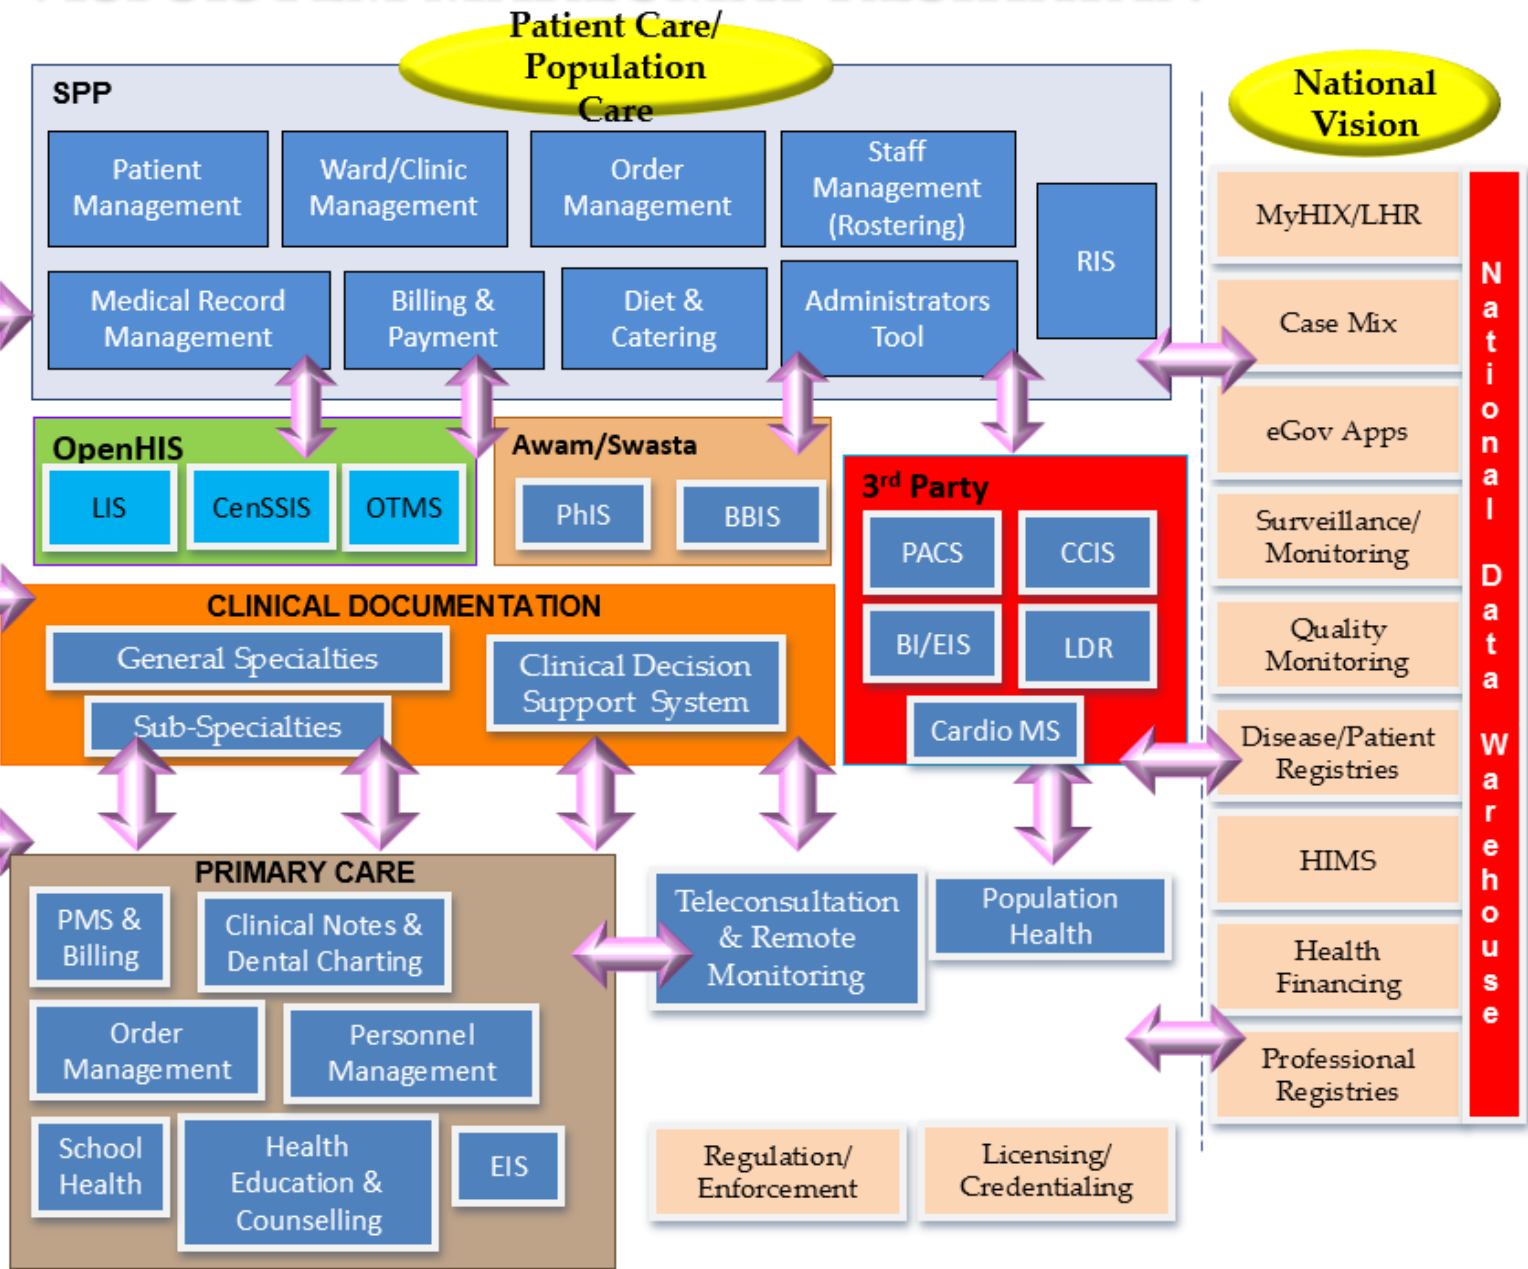 Patient Care/
Population
Care
National
Vision
SPP
Patient
Management
Ward/Clinic
Management
Order
Management
Staff
Management
(Rostering)
RIS
Medical Record
Management
Billing &
Payment
Diet &
Catering
Administrators
Tool
OpenHIS
LIS
CenSSIS
OTMS
Awam/Swasta
PhIS
BBIS
3rd Party
PACS
CCIS
BI/EIS
LDR
Cardio MS
CLINICAL DOCUMENTATION
General Specialties
Sub-Specialties
Clinical Decision
Support System
PRIMARY CARE
PMS &
Billing
Clinical Notes &
Dental Charting
Order
Management
Personnel
Management
School
Health
Health
Education &
Counselling
EIS
Teleconsultation
& Remote
Monitoring
Population
Health
Regulation/
Enforcement
Licensing/
Credentialing
MyHIX/LHR
Case Mix
eGov Apps
Surveillance/
Monitoring
Quality
Monitoring
Disease/Patient
Registries
HIMS
Health
Financing
Professional
Registries
National Data Warehouse